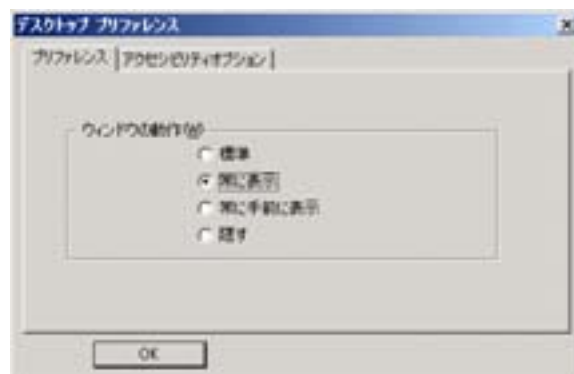 デスクトップ プリファレンス
プリファレンス
アクセシビリティオプション
ウィンドウの動作(W)
標準
常に表示
常に手前に表示
隠す
OK